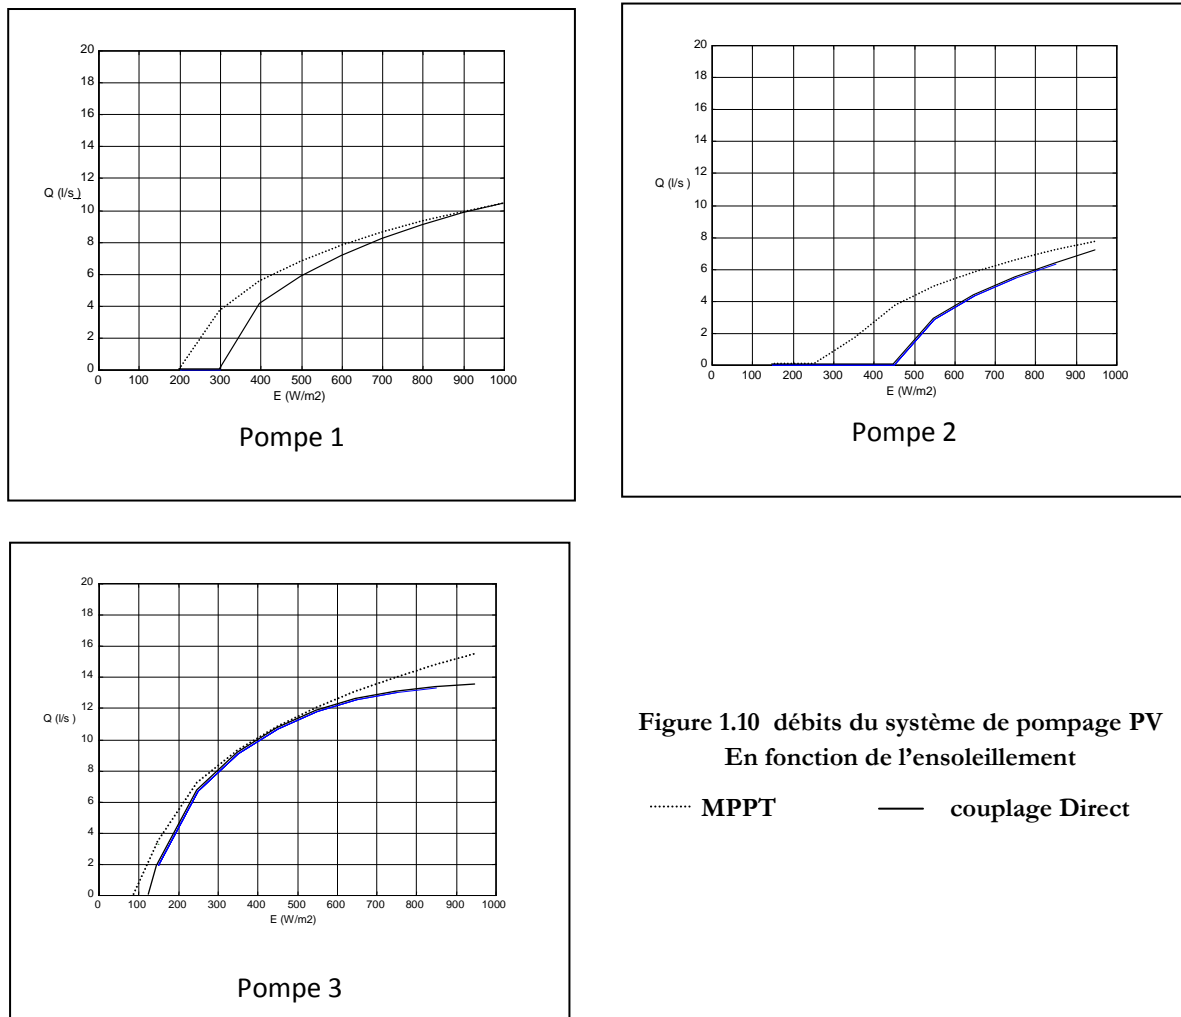 20
18
16
14
12
Q (l/s )
10
8
6
4
2
0
0 100 200 300 400 500 600 700 800 900 1000
E (W/m2)
Pompe 1
20
18
16
14
12
Q (l/s )
10
8
6
4
2
0
0 100 200 300 400 500 600 700 800 900 1000
E (W/m2)
Pompe 2
20
18
16
14
12
Q (l/s )
10
8
6
4
2
0
0 100 200 300 400 500 600 700 800 900 1000
E (W/m2)
Pompe 3
Figure 1.10 débits du système de pompage PV
En fonction de l'ensoleillement
MPPT couplage Direct